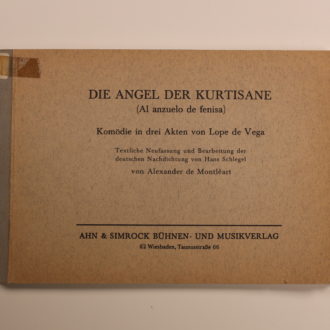 DIE ANGEL DER KURTISANE
(Al anzuelo de fenisa)
Komödie in drei Akten von Lope de Vega
Textliche Neufassung und Bearbeitung der
deutschen Nachdichtung von Hans Schlegel
von Alexander de Montléart
AHN & SIMROCK BÜHNEN- UND MUSIKVERLAG
62 Wiesbaden, Taunusstraße 66